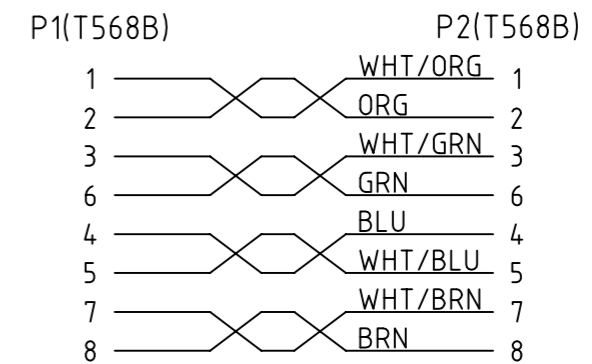 P1(T568B) P2(T568B)
1 WHT/ORG 1
2 ORG 2
3 WHT/GRN 3
6 GRN 6
4 BLU 4
5 WHT/BLU 5
7 WHT/BRN 7
8 BRN 8